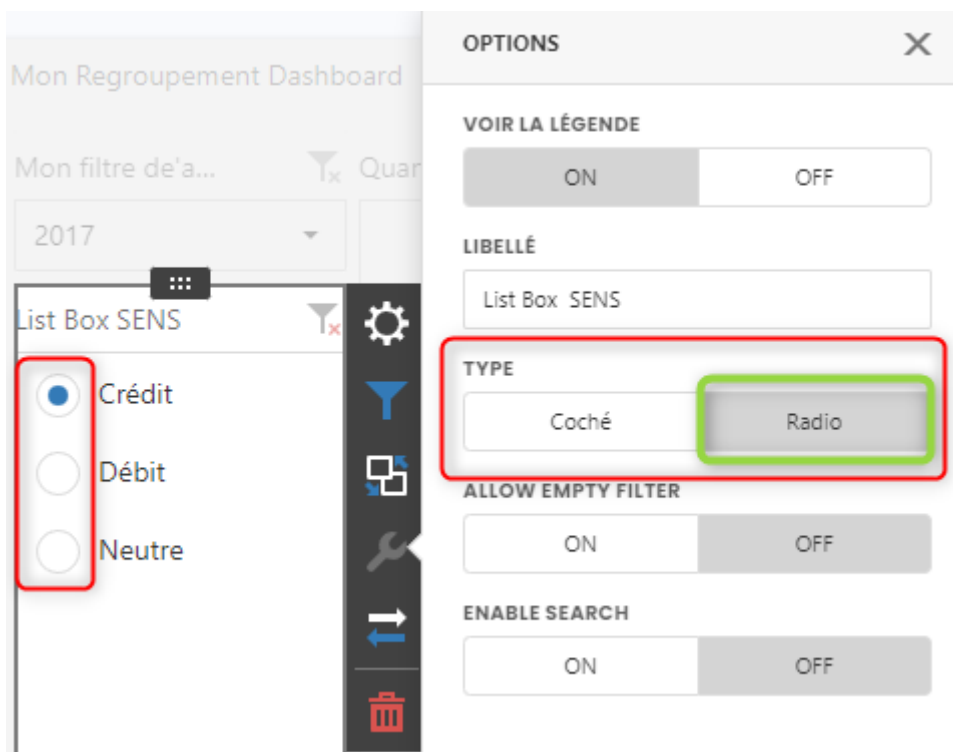 Mon Regroupement Dashboard
Mon filtre de'a...
Quar
2017
List Box SENS
Crédit
Débit
Neutre
OPTIONS
VOIR LA LÉGENDE
ON OFF
LIBELLÉ
List Box SENS
TYPE
Coché Radio
ALLOW EMPTY FILTER
ON OFF
ENABLE SEARCH
ON OFF